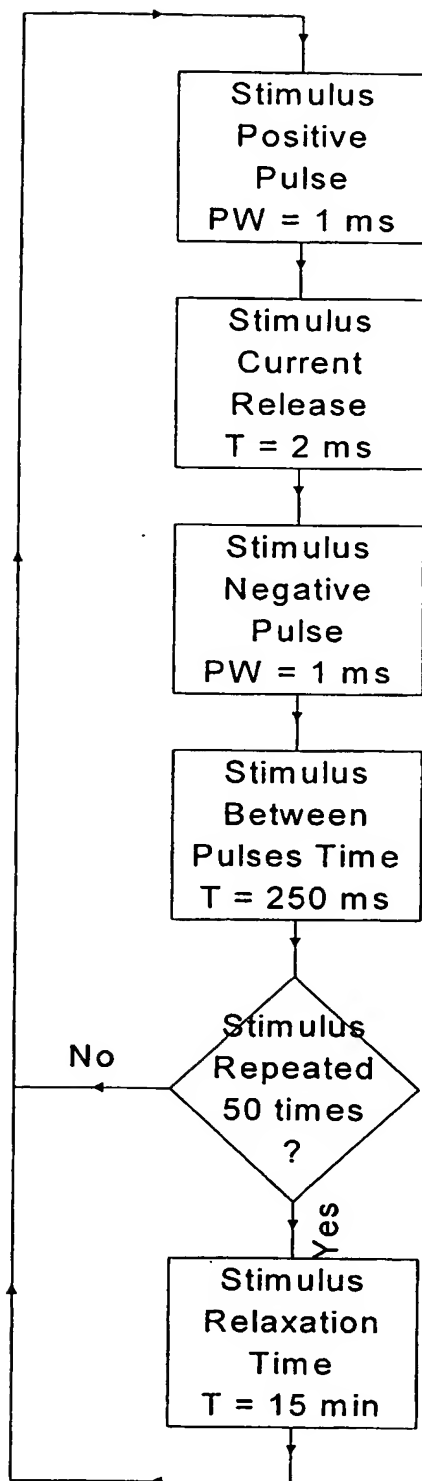 Stimulus
Positive
Pulse
PW = 1 ms
Stimulus
Current
Release
T = 2 ms
Stimulus
Negative
Pulse
PW = 1 ms
Stimulus
Between
Pulses Time
T = 250 ms
Stimulus
Repeated
50 times
?
No
Yes
Stimulus
Relaxation
Time
T = 15 min